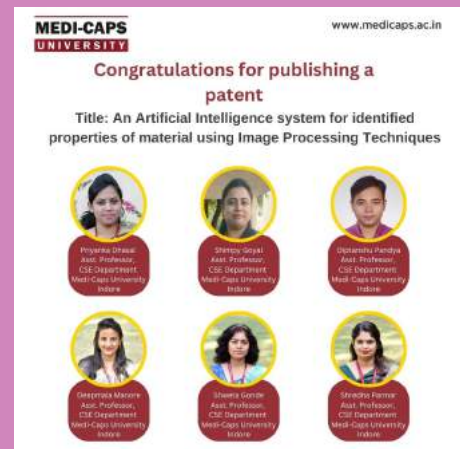 MEDI-CAPS
UNIVERSITY
www.medicaps.ac.in
Congratulations for publishing a
patent
Title: An Artificial Intelligence system for identified
properties of material using Image Processing Techniques
Priyanka Dhasal
Asst. Professor,
CSE Department
Medi-Caps University
Indore
Shimpy Goyal
Asst. Professor,
CSE Department
Medi-Caps University
Indore
Diptanshu Pandya
Asst. Professor,
CSE Department
Medi-Caps University
Indore
Deepmala Manore
Asst. Professor,
CSE Department
Medi-Caps University
Indore
Shweta Gonde
Asst. Professor,
CSE Department
Medi-Caps University
Indore
Shredha Parmar
Asst. Professor,
CSE Department
Medi-Caps University
Indore